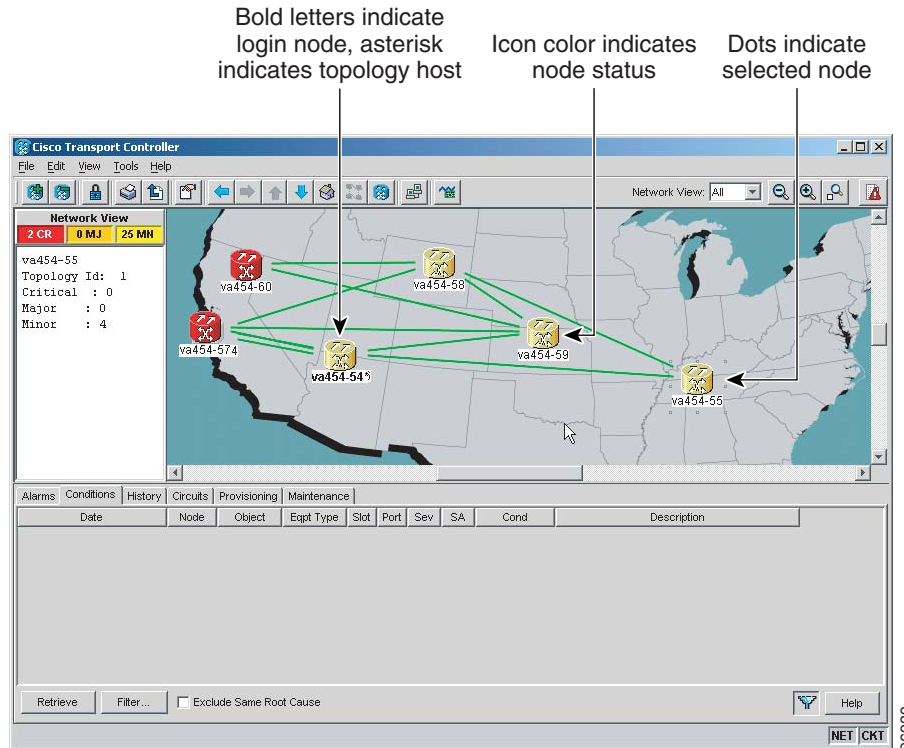 Bold letters indicate
login node, asterisk
indicates topology host
Icon color indicates
node status
Dots indicate
selected node
Cisco Transport Controller
File Edit View Tools Help
Network View: All
Network View
2 CR 0 MJ 25 MN
va454-55
Topology Id: 1
Critical : 0
Major : 0
Minor : 4
va454-60
va454-58
va454-574
va454-59
va454-54*
va454-55
Alarms Conditions History Circuits Provisioning Maintenance
Date Node Object Eqpt Type Slot Port Sev SA Cond Description
Retrieve Filter... Exclude Same Root Cause Help
NET CKT